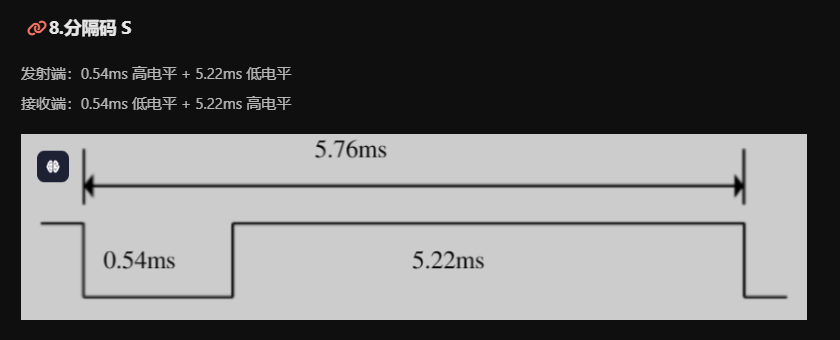 8.分隔码 S
发射端：0.54ms 高电平 + 5.22ms 低电平
接收端：0.54ms 低电平 + 5.22ms 高电平
5.76ms
0.54ms
5.22ms